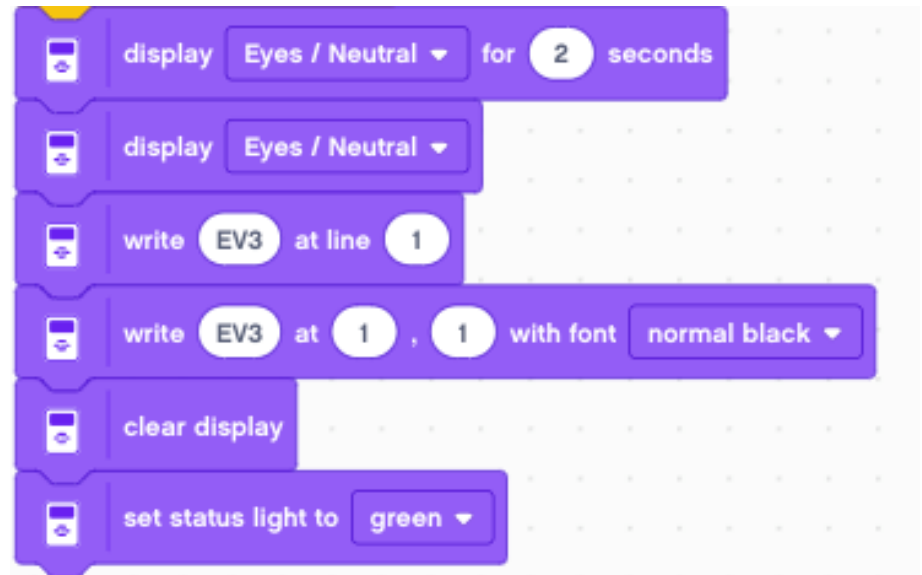 display Eyes / Neutral for 2 seconds
display Eyes / Neutral
write EV3 at line 1
write EV3 at 1 , 1 with font normal black
clear display
set status light to green